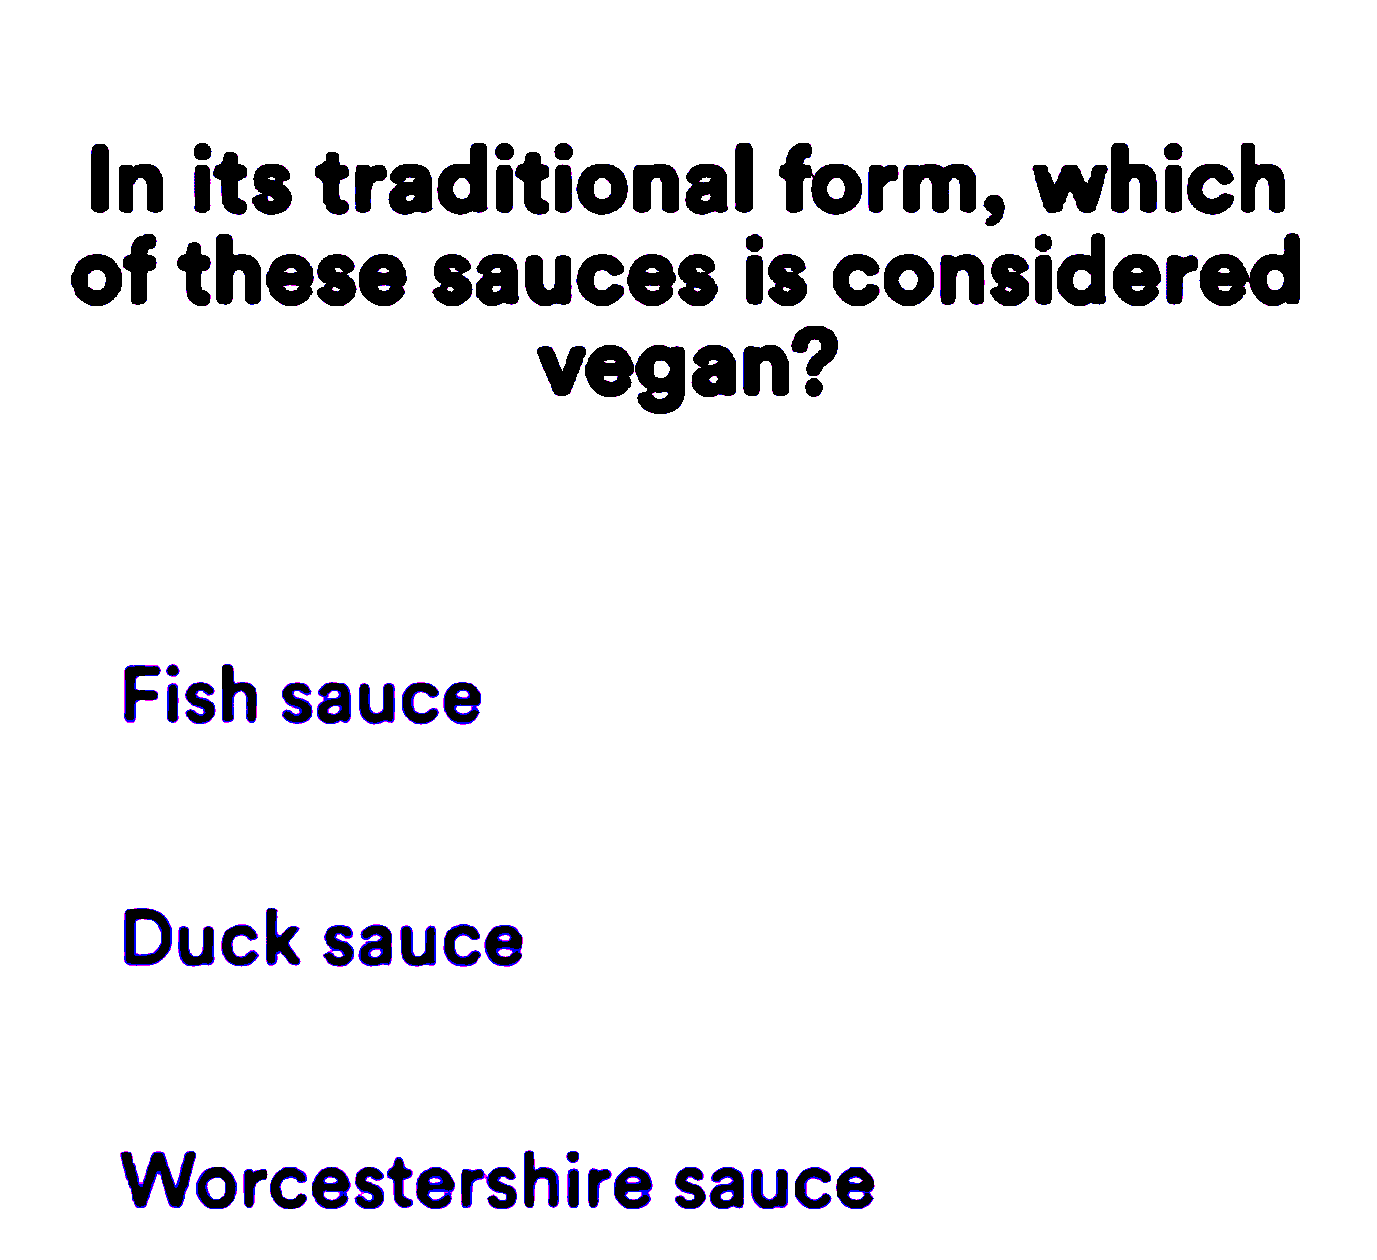 In its traditional form, which
of these sauces is considered
vegan?
Fish sauce
Duck sauce
Worcestershire sauce